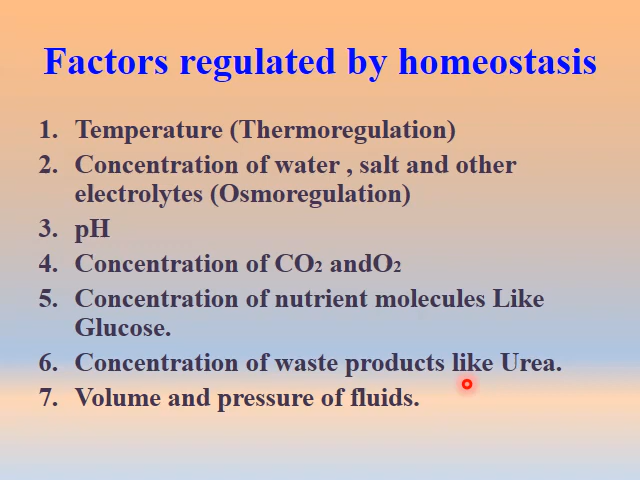 Factors regulated by homeostasis
1. Temperature (Thermoregulation)
2. Concentration of water , salt and other
electrolytes (Osmoregulation)
3. pH
4. Concentration of CO₂ andO₂
5. Concentration of nutrient molecules Like
Glucose.
6. Concentration of waste products like Urea.
7. Volume and pressure of fluids.